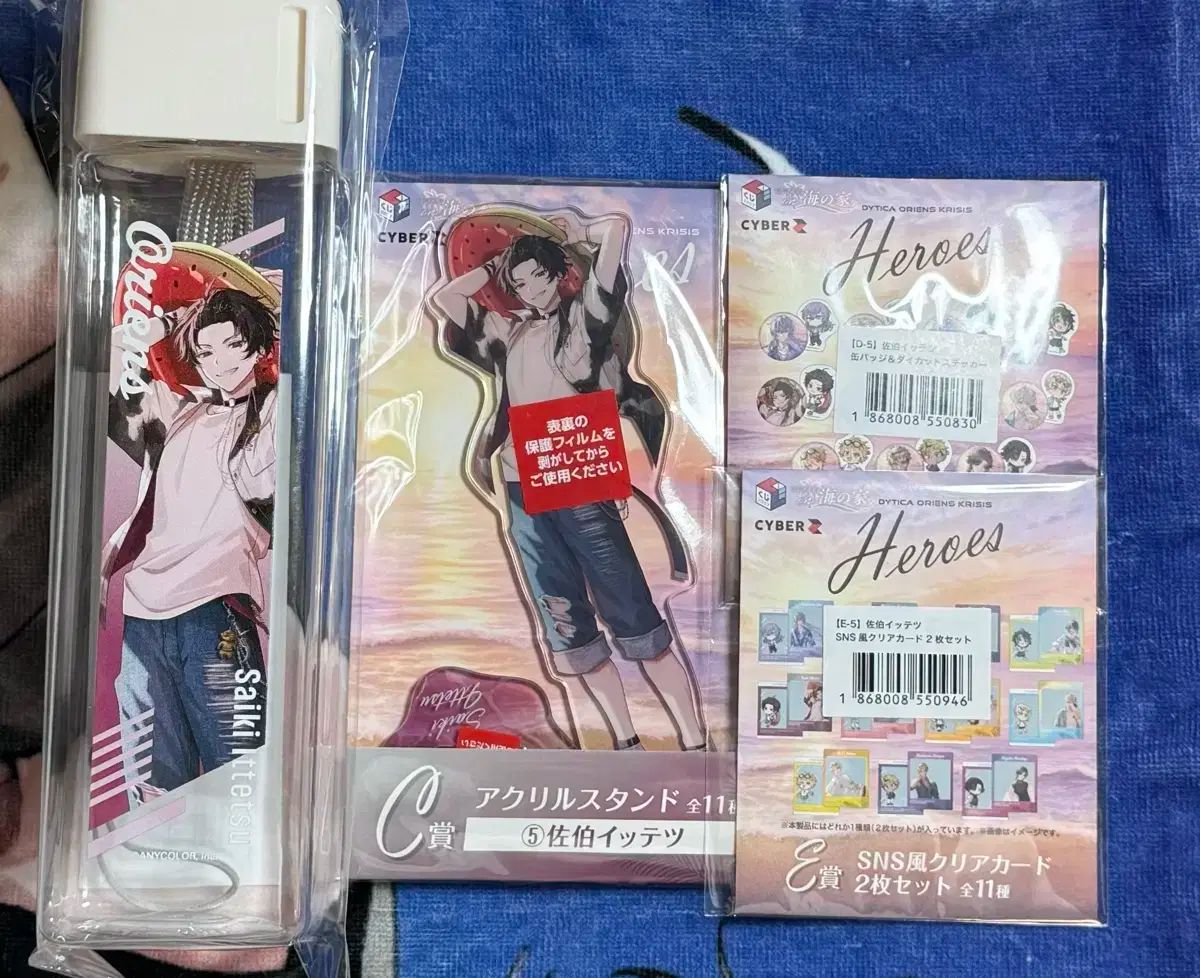 Oriens
Saiki Ittetsu
ANYCOLOR, Inc.
くじ
海の家
CYBER Z
ENS KRISIS
表裏の
保護フィルムを
剥がしてから
ご使用ください
Saiki
Ittetsu
C賞
アクリルスタンド 全11種
⑤佐伯イッテツ
くじ
海の家
DYTICA ORIENS KRISIS
CYBER Z
Heroes
【D-5】佐伯イッテツ
缶バッジ&ダイカットステッカー
1 868008 550830
くじ
海の家
DYTICA ORIENS KRISIS
CYBER Z
Heroes
【E-5】佐伯イッテツ
SNS風クリアカード2枚セット
1 868008 550946
※本製品にはどれか1種類(2枚セット)が入っています。※画像はイメージです。
E賞
SNS風クリアカード
2枚セット 全11種